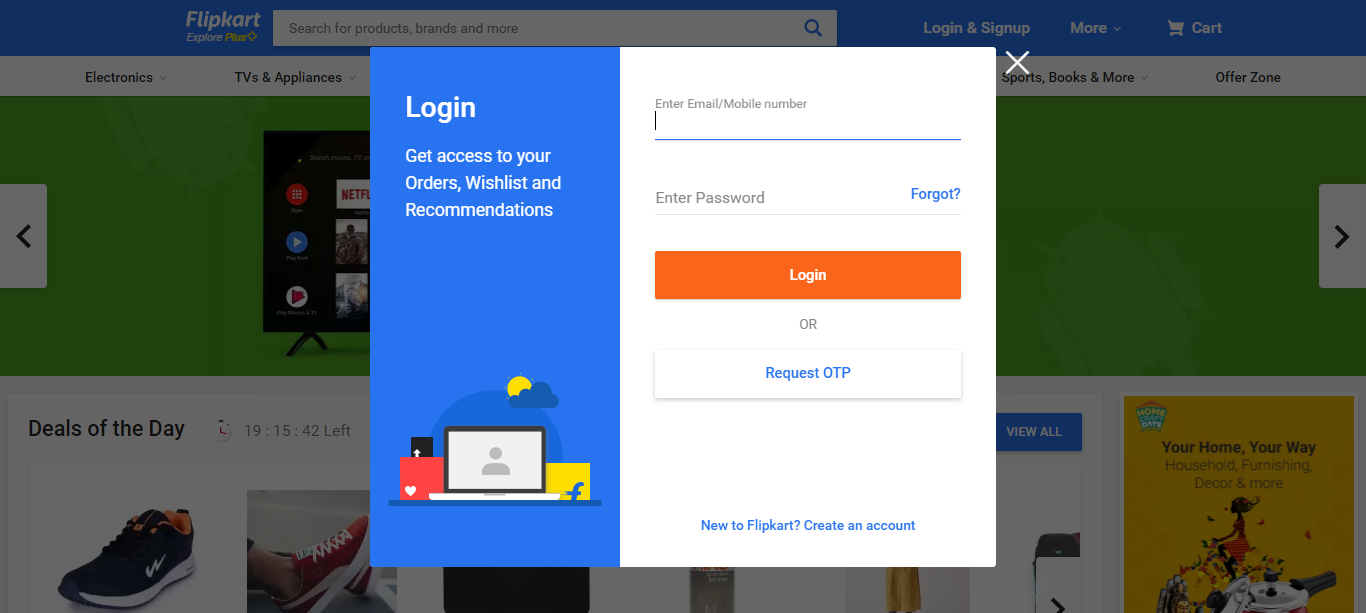 Flipkart
Explore Plus
Search for products, brands and more
Login & Signup
More
Cart
Electronics
TVs & Appliances
Sports, Books & More
Offer Zone
Login
Get access to your
Orders, Wishlist and
Recommendations
Enter Email/Mobile number
Enter Password
Forgot?
Login
OR
Request OTP
New to Flipkart? Create an account
Search movies, TV
NETFLIX
Apps
Play Movies & TV
Deals of the Day
19 : 15 : 42 Left
VIEW ALL
HOME
CRAFT
DAYS
Your Home, Your Way
Household, Furnishing,
Decor & more
for men